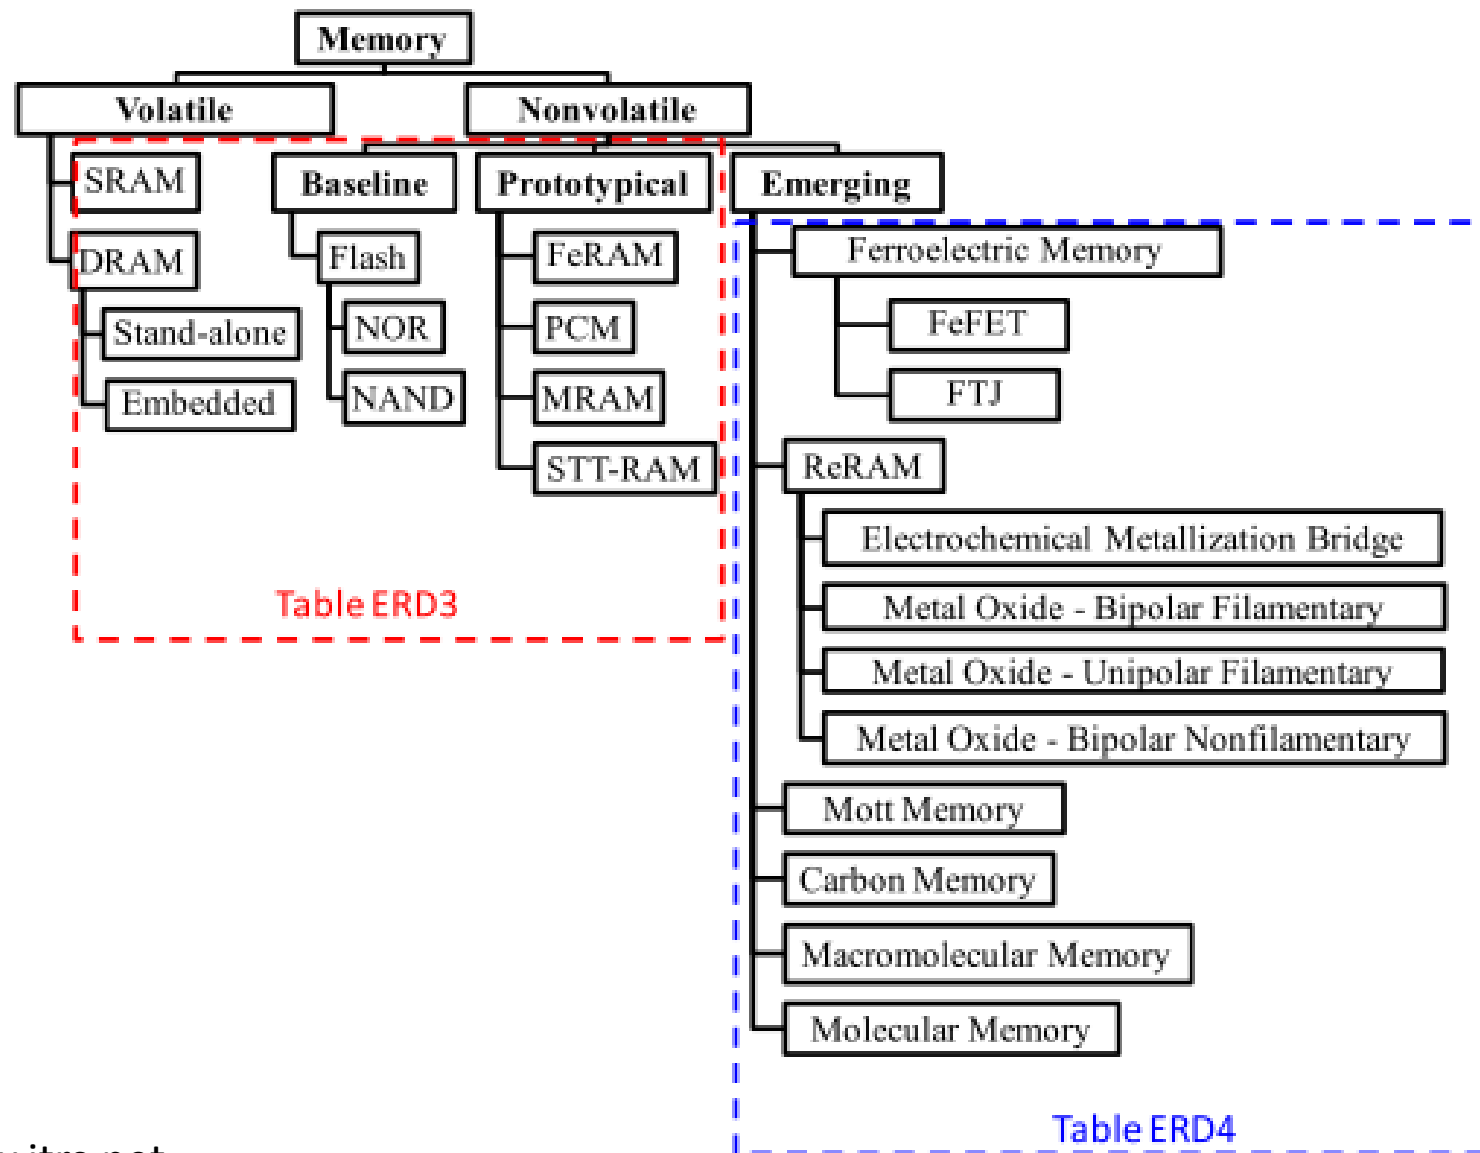 Memory
Volatile
Nonvolatile
SRAM
DRAM
Stand-alone
Embedded
Baseline
Flash
NOR
NAND
Prototypical
FeRAM
PCM
MRAM
STT-RAM
Table ERD3
Emerging
Ferroelectric Memory
FeFET
FTJ
ReRAM
Electrochemical Metallization Bridge
Metal Oxide - Bipolar Filamentary
Metal Oxide - Unipolar Filamentary
Metal Oxide - Bipolar Nonfilamentary
Mott Memory
Carbon Memory
Macromolecular Memory
Molecular Memory
Table ERD4